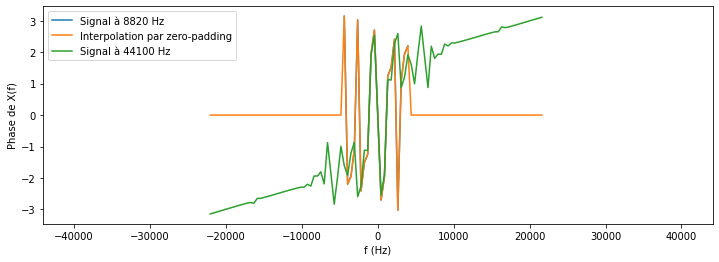 Signal à 8820 Hz
Interpolation par zero-padding
Signal à 44100 Hz
Phase de X(f)
3
2
1
0
−1
−2
−3
−40000 −30000 −20000 −10000 0 10000 20000 30000 40000
f (Hz)